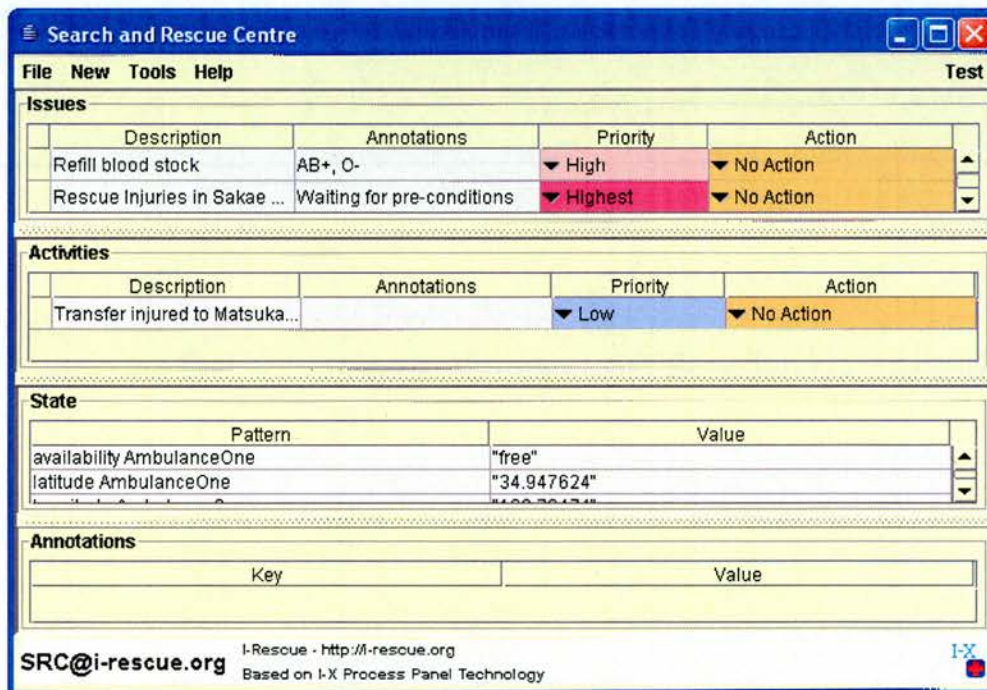 Search and Rescue Centre
File New Tools Help Test
Issues
Description Annotations Priority Action
Refill blood stock AB+, O- High No Action
Rescue Injuries in Sakae ... Waiting for pre-conditions Highest No Action
Activities
Description Annotations Priority Action
Transfer injured to Matsuka... Low No Action
State
Pattern Value
availability AmbulanceOne "free"
latitude AmbulanceOne "34.947624"
Annotations
Key Value
SRC@i-rescue.org
I-Rescue - http://i-rescue.org
Based on I-X Process Panel Technology
I-X